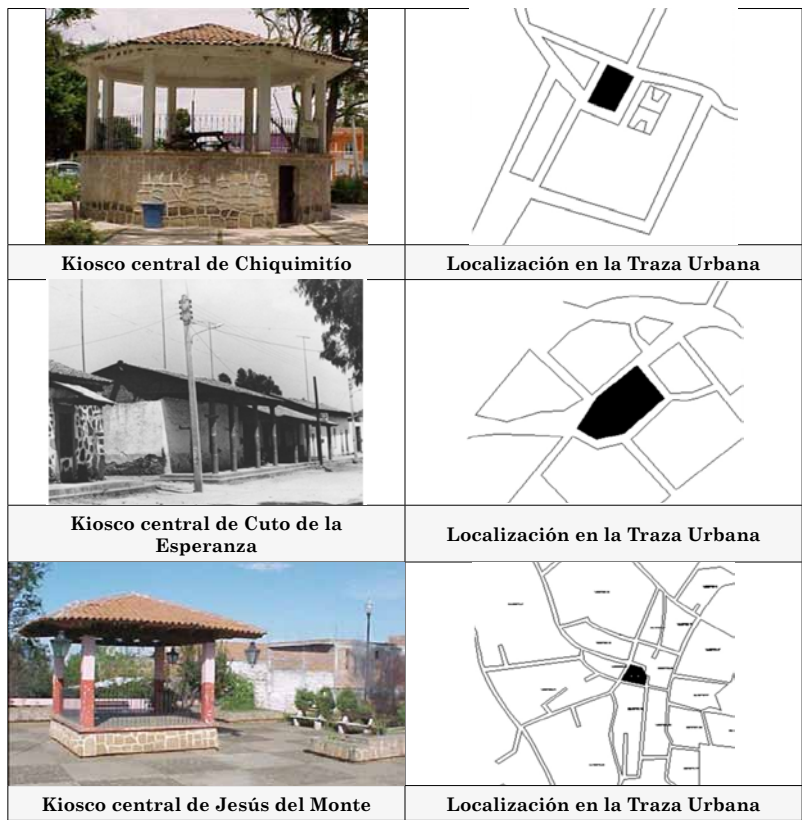 Kiosco central de Chiquimitío
Localización en la Traza Urbana
Kiosco central de Cuto de la
Esperanza
Localización en la Traza Urbana
Kiosco central de Jesús del Monte
Localización en la Traza Urbana